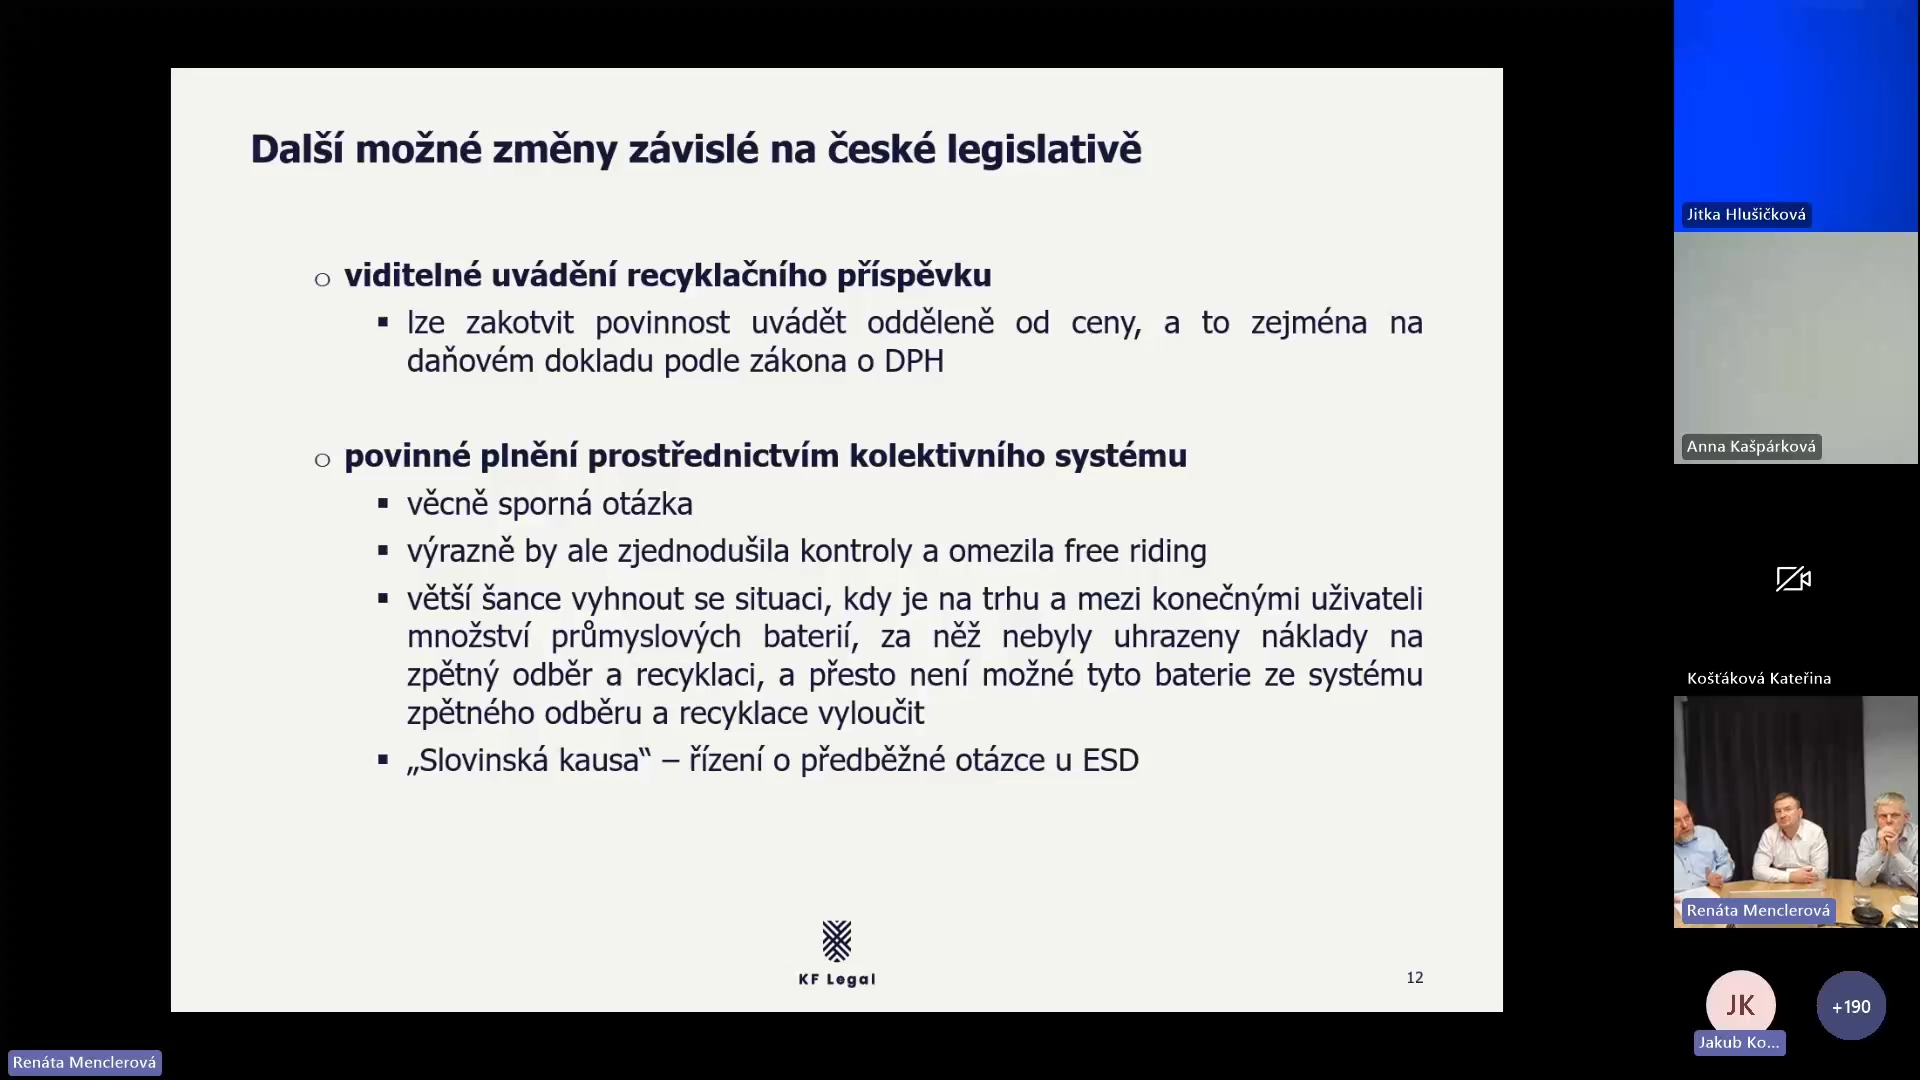 Další možné změny závislé na české legislativě
o viditelné uvádění recyklačního příspěvku
▪ lze zakotvit povinnost uvádět odděleně od ceny, a to zejména na
daňovém dokladu podle zákona o DPH
o povinné plnění prostřednictvím kolektivního systému
▪ věcně sporná otázka
▪ výrazně by ale zjednodušila kontroly a omezila free riding
▪ větší šance vyhnout se situaci, kdy je na trhu a mezi konečnými uživateli
množství průmyslových baterií, za něž nebyly uhrazeny náklady na
zpětný odběr a recyklaci, a přesto není možné tyto baterie ze systému
zpětného odběru a recyklace vyloučit
▪ „Slovinská kausa“ – řízení o předběžné otázce u ESD
KF Legal
12
Jitka Hlušičková
Anna Kašpárková
Košťáková Kateřina
Renáta Menclerová
JK
+190
Jakub Ko...
Renáta Menclerová